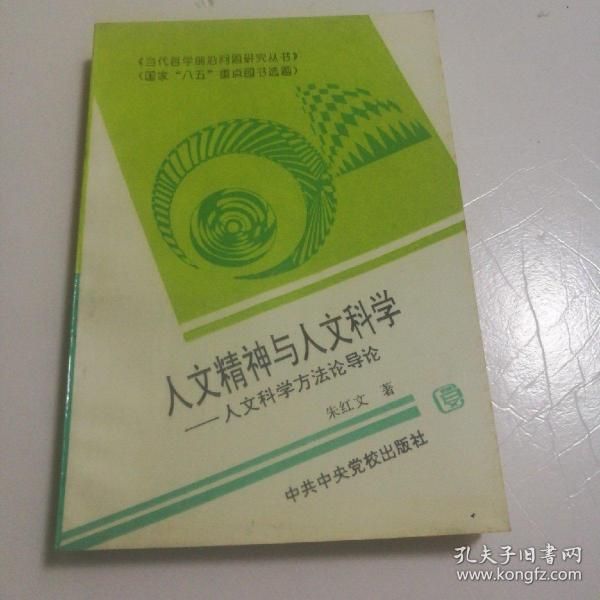 《当代哲学前沿问题研究丛书》
（国家“八五”重点图书选题）
人文精神与人文科学
——人文科学方法论导论
朱红文 著
中共中央党校出版社
孔夫子旧书网
www.kongfz.com